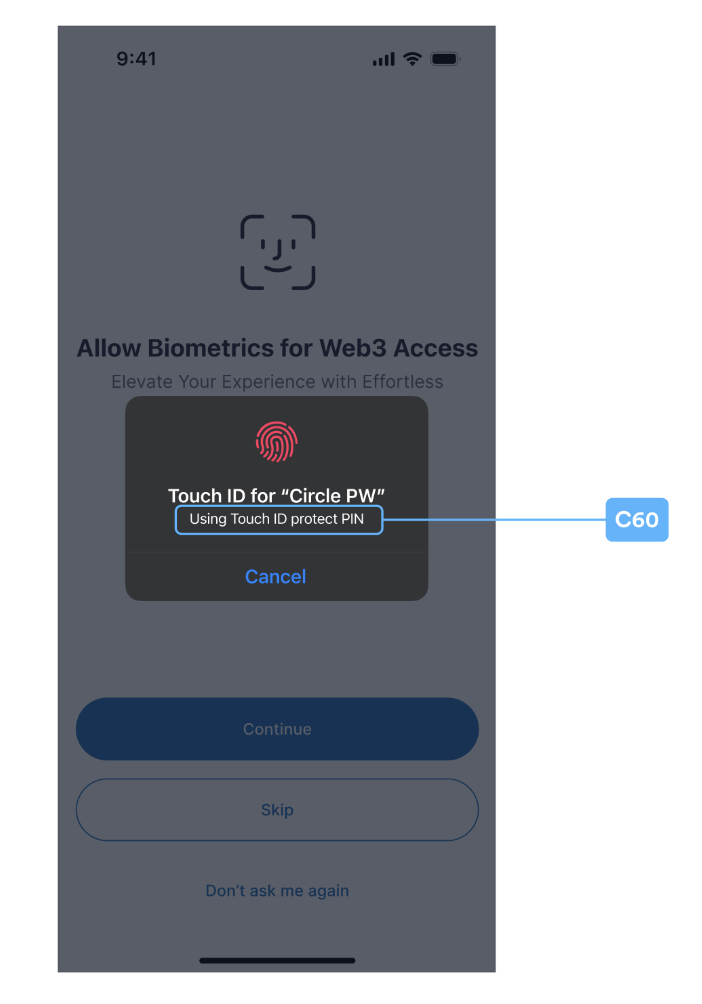 9:41
Allow Biometrics for Web3 Access
Elevate Your Experience with Effortless
Touch ID for “Circle PW”
Using Touch ID protect PIN
C60
Cancel
Continue
Skip
Don’t ask me again